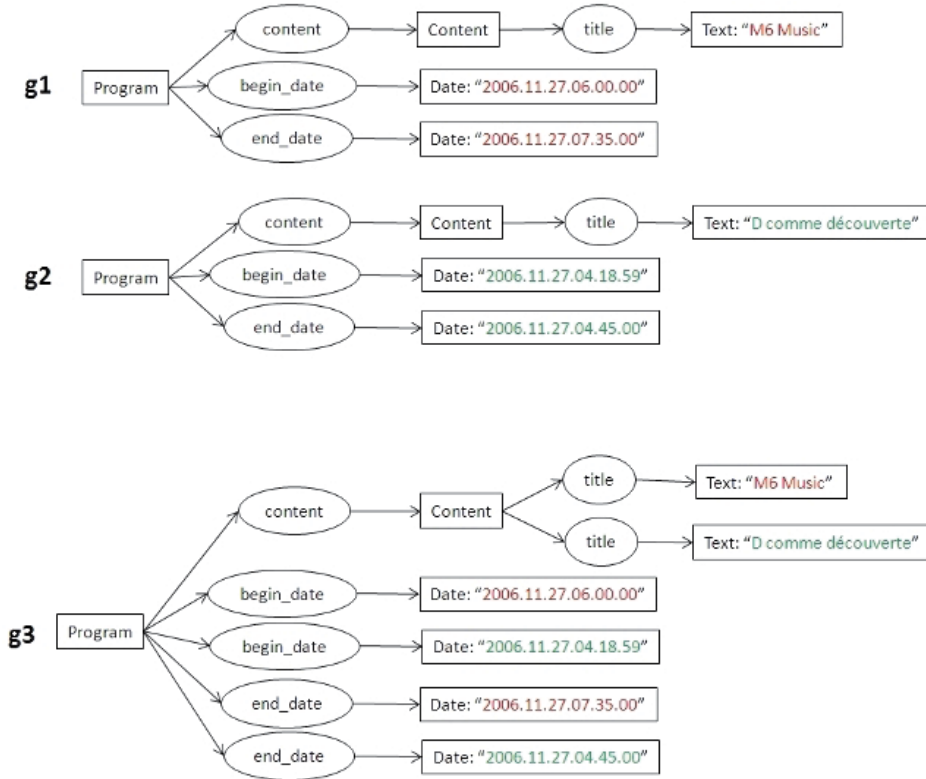 content Content title Text: “M6 Music”
g1 Program begin_date Date: “2006.11.27.06.00.00”
end_date Date: “2006.11.27.07.35.00”
content Content title Text: “D comme découverte”
g2 Program begin_date Date: “2006.11.27.04.18.59”
end_date Date: “2006.11.27.04.45.00”
title Text: “M6 Music”
content Content
title Text: “D comme découverte”
begin_date Date: “2006.11.27.06.00.00”
g3 Program
begin_date Date: “2006.11.27.04.18.59”
end_date Date: “2006.11.27.07.35.00”
end_date Date: “2006.11.27.04.45.00”